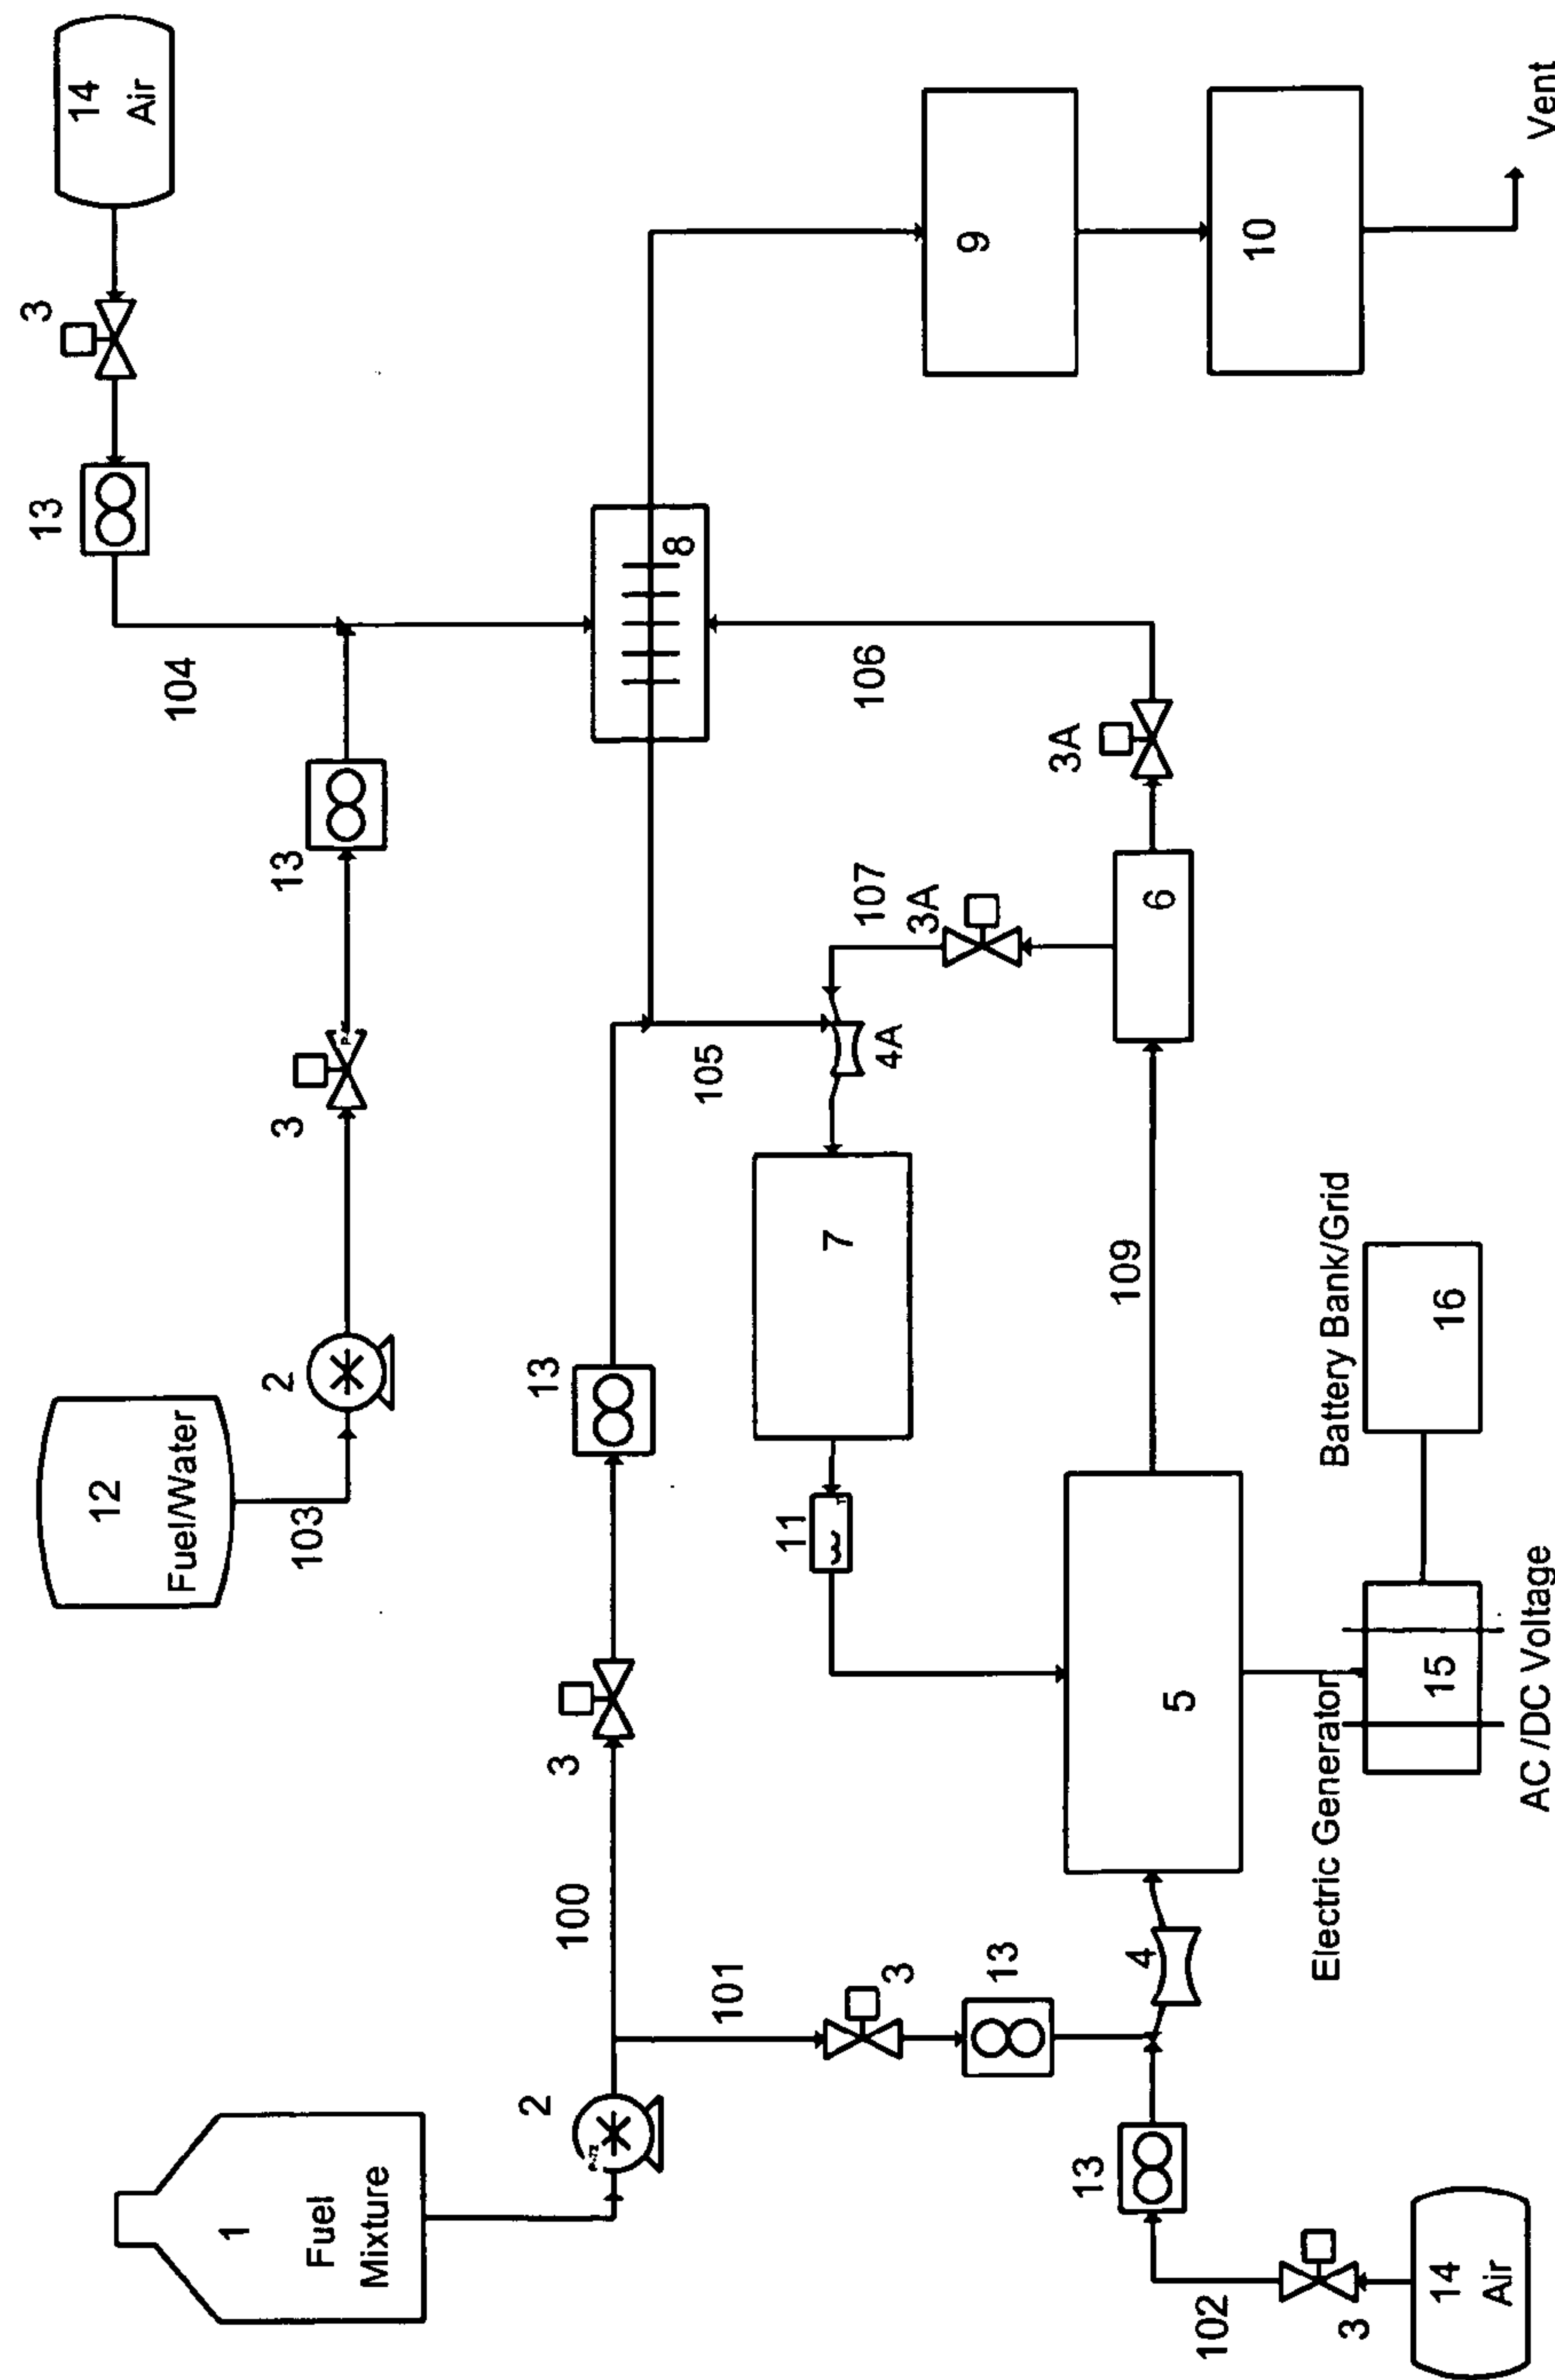 14
Air
3
13
104
12
Fuel/Water
103
2
3
13
8
9
10
Vent
1
Fuel
Mixture
2
100
3
13
105
4A
107
3A
106
3A
6
7
11
109
101
3
13
4
5
13
102
3
14
Air
Electric Generator
15
AC /DC Voltage
Battery Bank/Grid
16